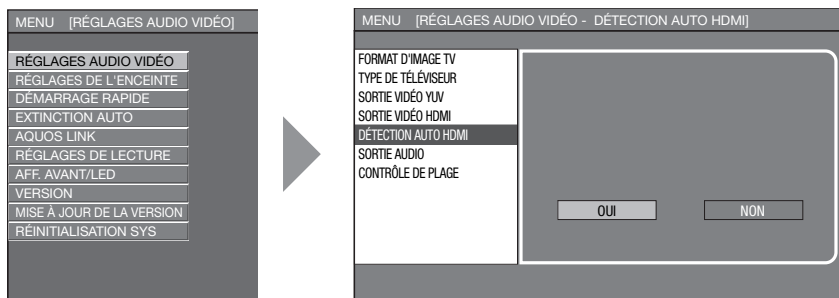 MENU [RÉGLAGES AUDIO VIDÉO]
RÉGLAGES AUDIO VIDÉO
RÉGLAGES DE L'ENCEINTE
DÉMARRAGE RAPIDE
EXTINCTION AUTO
AQUOS LINK
RÉGLAGES DE LECTURE
AFF. AVANT/LED
VERSION
MISE À JOUR DE LA VERSION
RÉINITIALISATION SYS
MENU [RÉGLAGES AUDIO VIDÉO - DÉTECTION AUTO HDMI]
FORMAT D'IMAGE TV
TYPE DE TÉLÉVISEUR
SORTIE VIDÉO YUV
SORTIE VIDÉO HDMI
DÉTECTION AUTO HDMI
SORTIE AUDIO
CONTRÔLE DE PLAGE
OUI NON